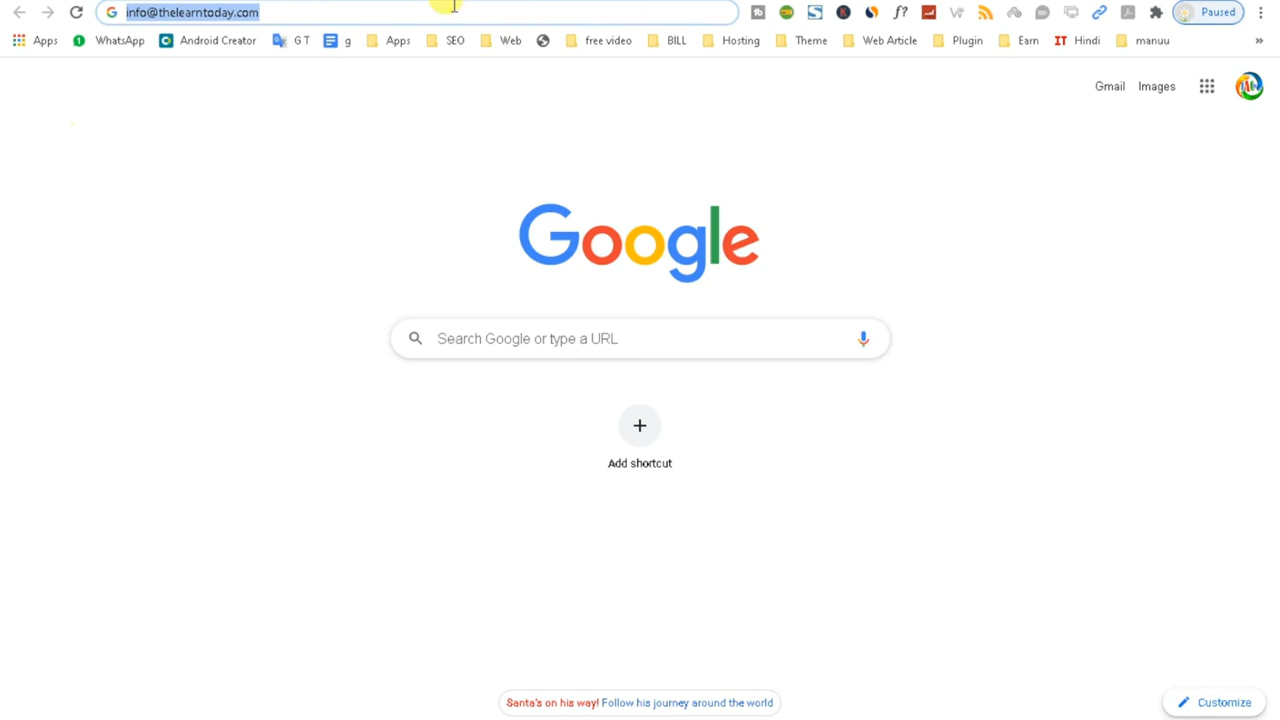 info@thelearntoday.com
Paused
Apps WhatsApp Android Creator G T g Apps SEO Web free video BILL Hosting Theme Web Article Plugin Earn IT Hindi manuu »
Gmail Images
Google
Search Google or type a URL
Add shortcut
Santa's on his way! Follow his journey around the world
Customize